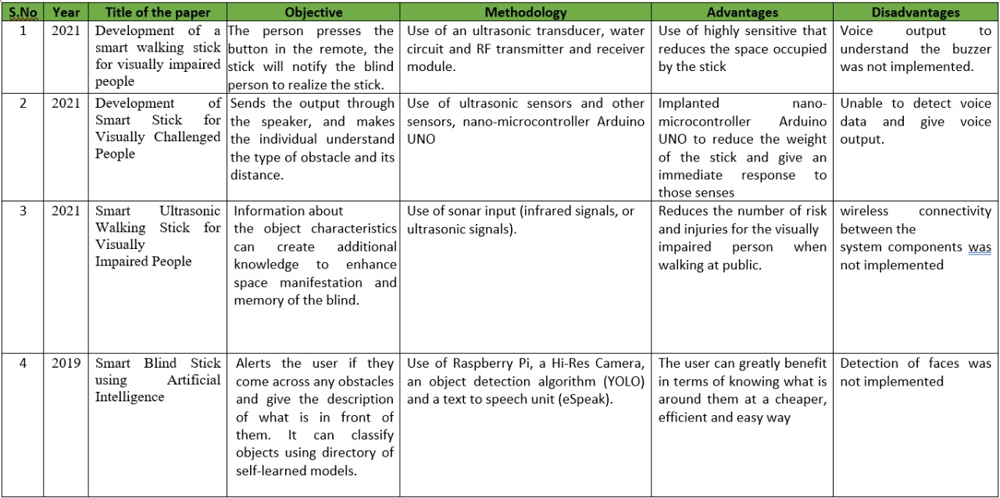 S.No Year Title of the paper Objective Methodology Advantages Disadvantages
1
2021
Development of a
smart walking stick
for visually impaired
people
The person presses the
button in the remote, the
stick will notify the blind
person to realize the stick.
Use of an ultrasonic transducer, water
circuit and RF transmitter and receiver
module.
Use of highly sensitive that
reduces the space occupied
by the stick
Voice output to
understand the buzzer
was not implemented.
2
2021
Development of
Smart Stick for
Visually Challenged
People
Sends the output through
the speaker, and makes
the individual understand
the type of obstacle and its
distance.
Use of ultrasonic sensors and other
sensors, nano-microcontroller Arduino
UNO
Implanted nano-
microcontroller Arduino
UNO to reduce the weight
of the stick and give an
immediate response to
those senses
Unable to detect voice
data and give voice
output.
3
2021
Smart Ultrasonic
Walking Stick for
Visually
Impaired People
Information about
the object characteristics
can create additional
knowledge to enhance
space manifestation and
memory of the blind.
Use of sonar input (infrared signals, or
ultrasonic signals).
Reduces the number of risk
and injuries for the visually
impaired person when
walking at public.
wireless connectivity
between the
system components was
not implemented
4
2019
Smart Blind Stick
using Artificial
Intelligence
Alerts the user if they
come across any obstacles
and give the description
of what is in front of
them. It can classify
objects using directory of
self-learned models.
Use of Raspberry Pi, a Hi-Res Camera,
an object detection algorithm (YOLO)
and a text to speech unit (eSpeak).
The user can greatly benefit
in terms of knowing what is
around them at a cheaper,
efficient and easy way
Detection of faces was
not implemented